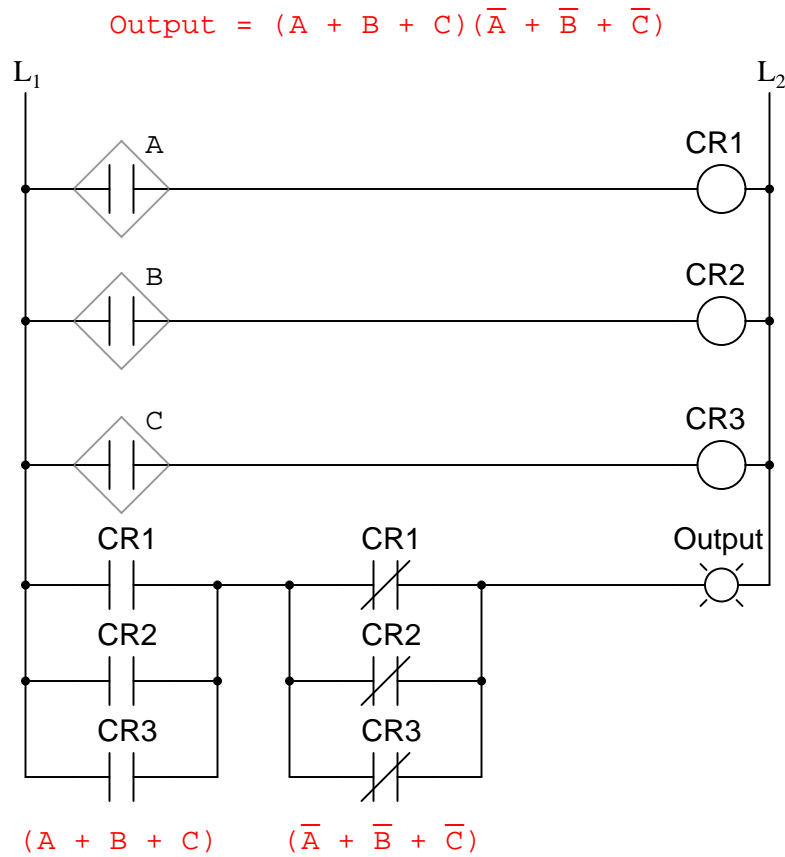 Output = (A + B + C)(A̅ + B̅ + C̅)
L₁ L₂
A CR1
B CR2
C CR3
CR1 CR1 Output
CR2 CR2
CR3 CR3
(A + B + C) (A̅ + B̅ + C̅)